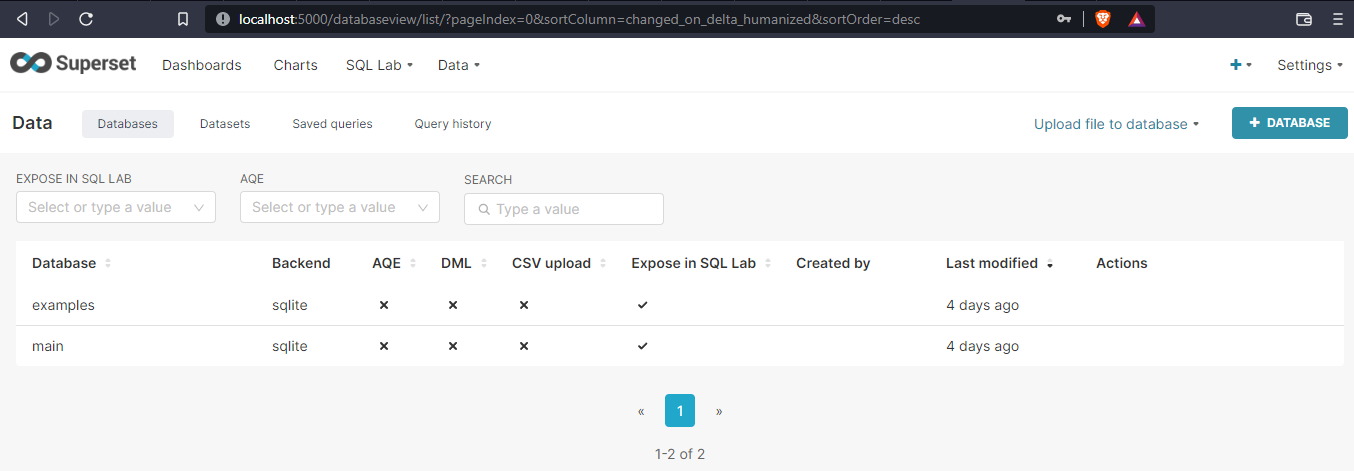 localhost:5000/databaseview/list/?pageIndex=0&sortColumn=changed_on_delta_humanized&sortOrder=desc
Superset Dashboards Charts SQL Lab Data Settings
Data Databases Datasets Saved queries Query history Upload file to database + DATABASE
EXPOSE IN SQL LAB AQE SEARCH
Select or type a value Select or type a value Type a value
Database Backend AQE DML CSV upload Expose in SQL Lab Created by Last modified Actions
examples sqlite 4 days ago
main sqlite 4 days ago
« 1 »
1-2 of 2